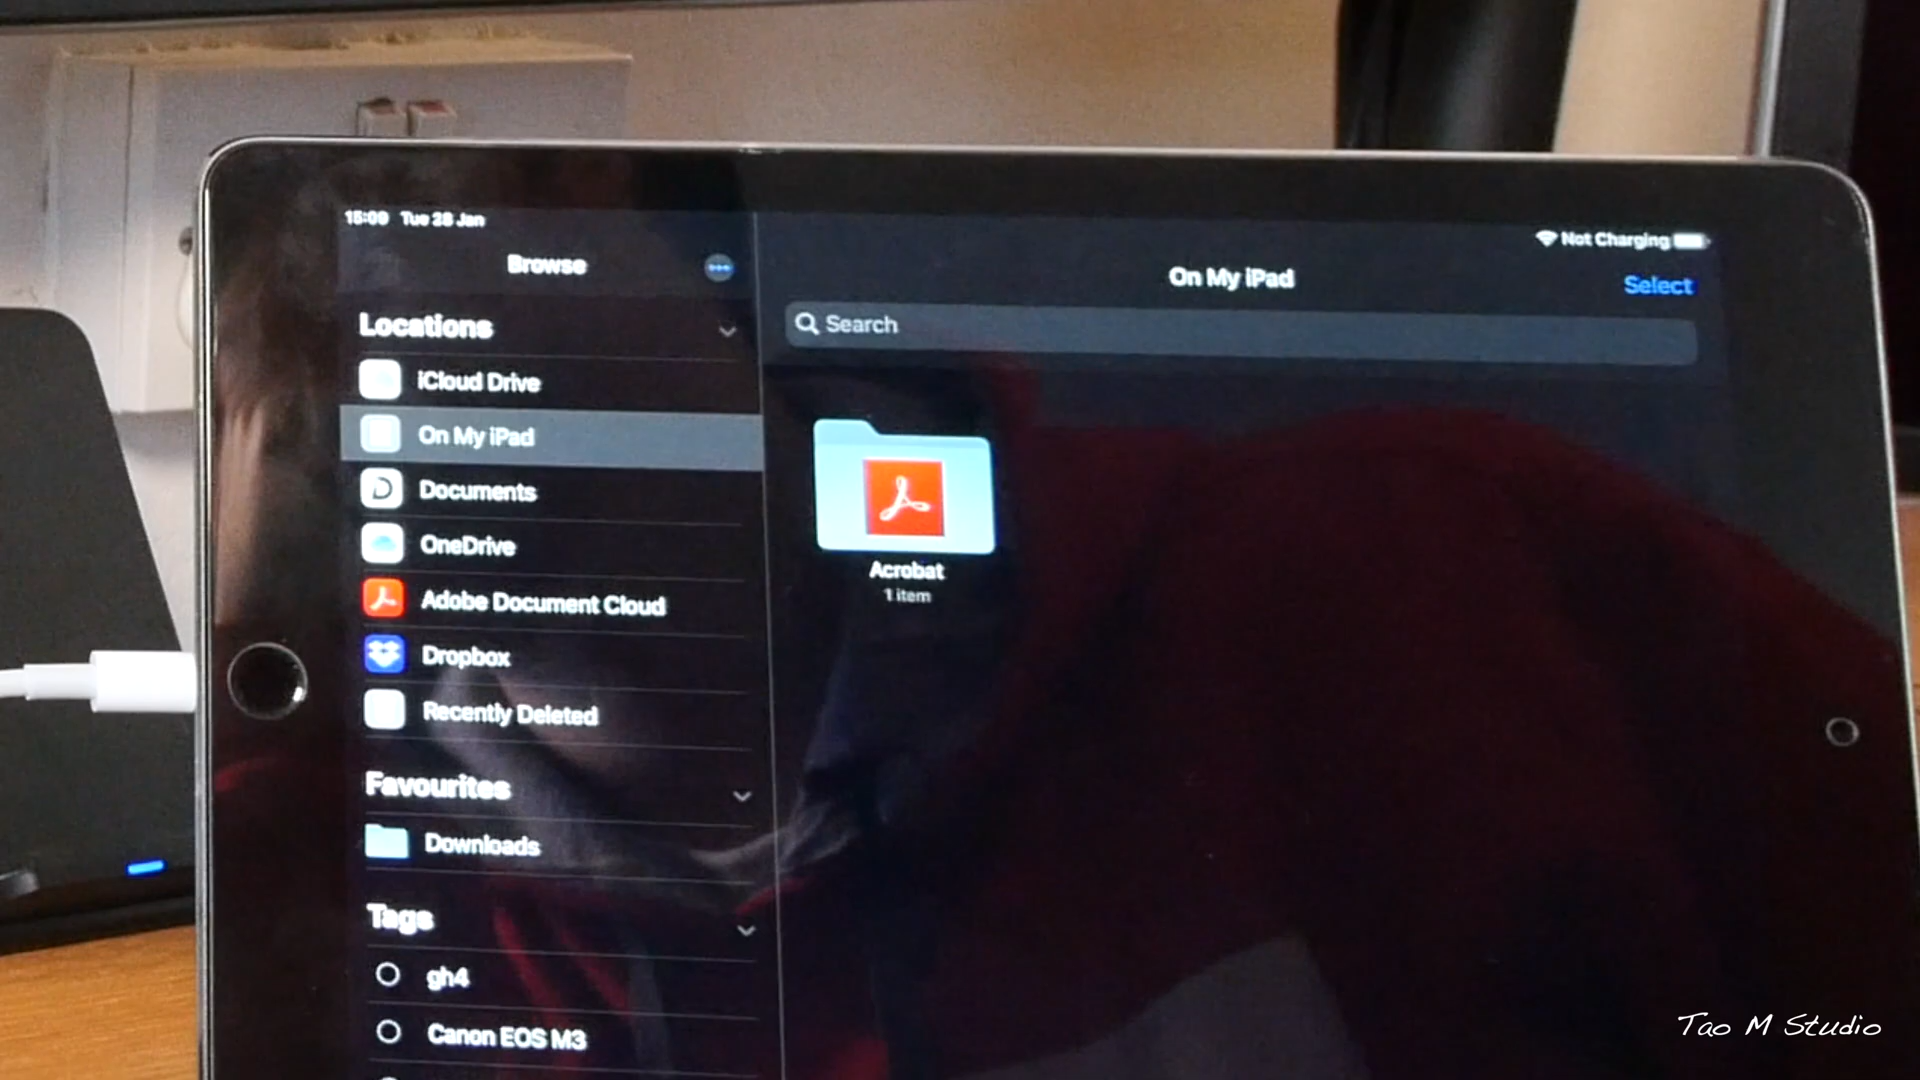 15:09 Tue 28 Jan
Not Charging
Browse
On My iPad
Select
Search
Locations
iCloud Drive
On My iPad
Documents
OneDrive
Adobe Document Cloud
Dropbox
Recently Deleted
Favourites
Downloads
Tags
gh4
Canon EOS M3
Acrobat
1 item
Tao M Studio